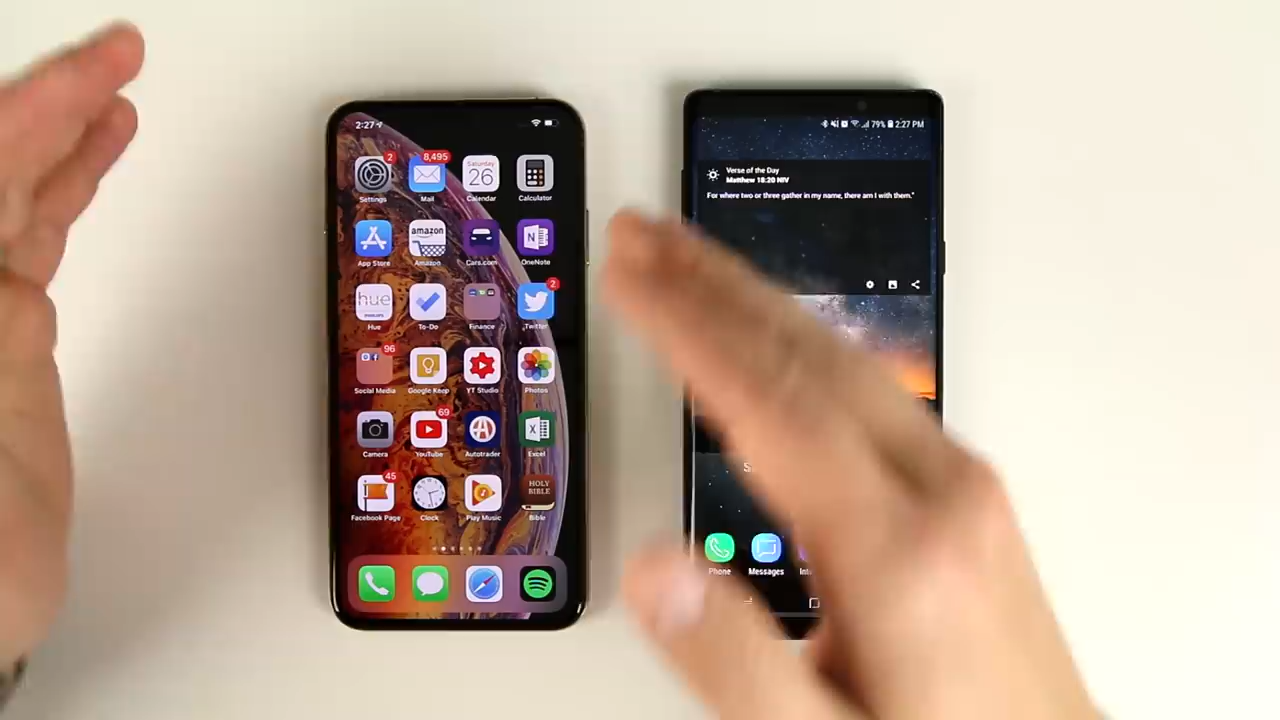 2:27
2
8,495
Saturday
26
Settings
Mail
Calendar
Calculator
amazon
N
App Store
Amazon
Cars.com
OneNote
hue
2
Hue
To-Do
Finance
Twitter
96
Social Media
Google Keep
YT Studio
Photos
69
Camera
YouTube
Autotrader
Excel
45
HOLY
BIBLE
Facebook Page
Clock
Play Music
Bible
79% 2:27 PM
Verse of the Day
Matthew 18:20 NIV
For where two or three gather in my name, there am I with them."
Phone
Messages